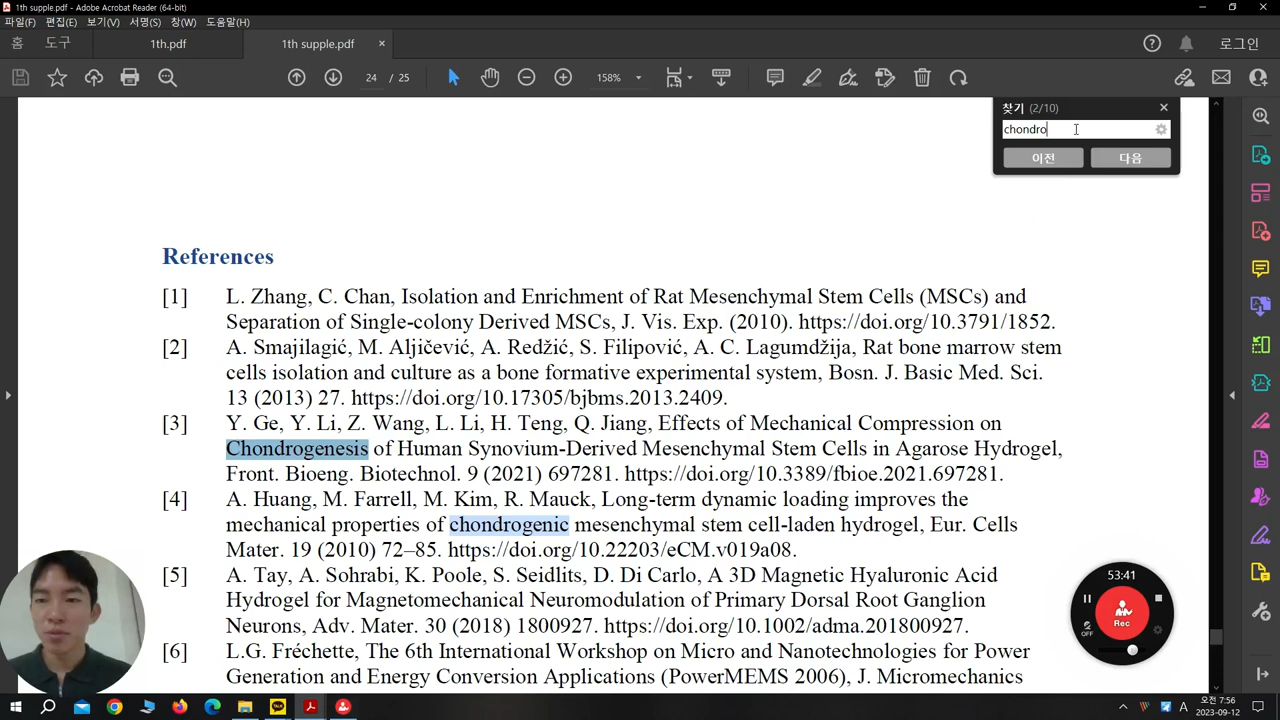 1th supple.pdf - Adobe Acrobat Reader (64-bit)
파일(F) 편집(E) 보기(V) 서명(S) 창(W) 도움말(H)
홈 도구 1th.pdf 1th supple.pdf × 로그인
24 / 25 158%
찾기 (2/10)
chondro
이전 다음
References
[1] L. Zhang, C. Chan, Isolation and Enrichment of Rat Mesenchymal Stem Cells (MSCs) and
Separation of Single-colony Derived MSCs, J. Vis. Exp. (2010). https://doi.org/10.3791/1852.
[2] A. Smajilagić, M. Aljičević, A. Redžić, S. Filipović, A. C. Lagumdžija, Rat bone marrow stem
cells isolation and culture as a bone formative experimental system, Bosn. J. Basic Med. Sci.
13 (2013) 27. https://doi.org/10.17305/bjbms.2013.2409.
[3] Y. Ge, Y. Li, Z. Wang, L. Li, H. Teng, Q. Jiang, Effects of Mechanical Compression on
Chondrogenesis of Human Synovium-Derived Mesenchymal Stem Cells in Agarose Hydrogel,
Front. Bioeng. Biotechnol. 9 (2021) 697281. https://doi.org/10.3389/fbioe.2021.697281.
[4] A. Huang, M. Farrell, M. Kim, R. Mauck, Long-term dynamic loading improves the
mechanical properties of chondrogenic mesenchymal stem cell-laden hydrogel, Eur. Cells
Mater. 19 (2010) 72–85. https://doi.org/10.22203/eCM.v019a08.
[5] A. Tay, A. Sohrabi, K. Poole, S. Seidlits, D. Di Carlo, A 3D Magnetic Hyaluronic Acid
Hydrogel for Magnetomechanical Neuromodulation of Primary Dorsal Root Ganglion
Neurons, Adv. Mater. 30 (2018) 1800927. https://doi.org/10.1002/adma.201800927.
[6] L.G. Fréchette, The 6th International Workshop on Micro and Nanotechnologies for Power
Generation and Energy Conversion Applications (PowerMEMS 2006), J. Micromechanics
53:41
Rec
OFF
TALK
A
오후 7:56
2023-09-12